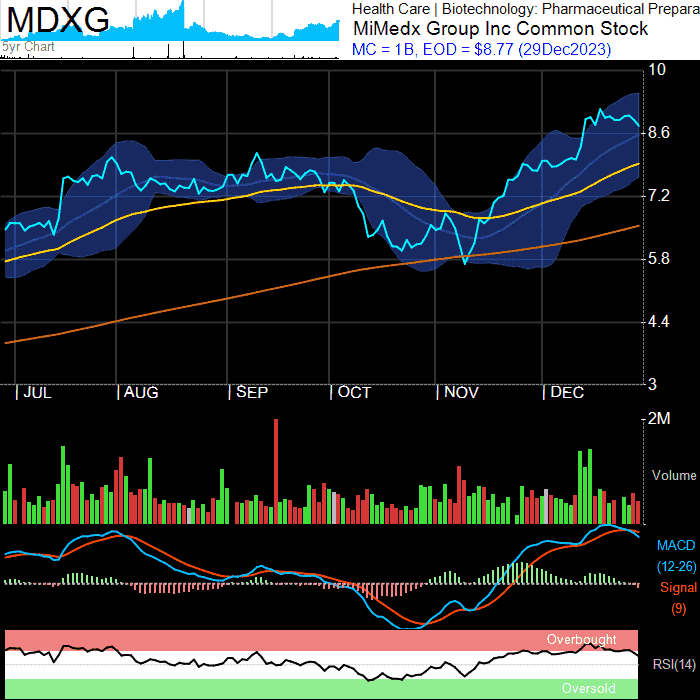 MDXG
5yr Chart
Health Care | Biotechnology: Pharmaceutical Prepara
MiMedx Group Inc Common Stock
MC = 1B, EOD = $8.77 (29Dec2023)
10
8.6
7.2
5.8
4.4
3
|JUL |AUG |SEP |OCT |NOV |DEC
2M
Volume
MACD
(12-26)
Signal
(9)
Overbought
RSI(14)
Oversold